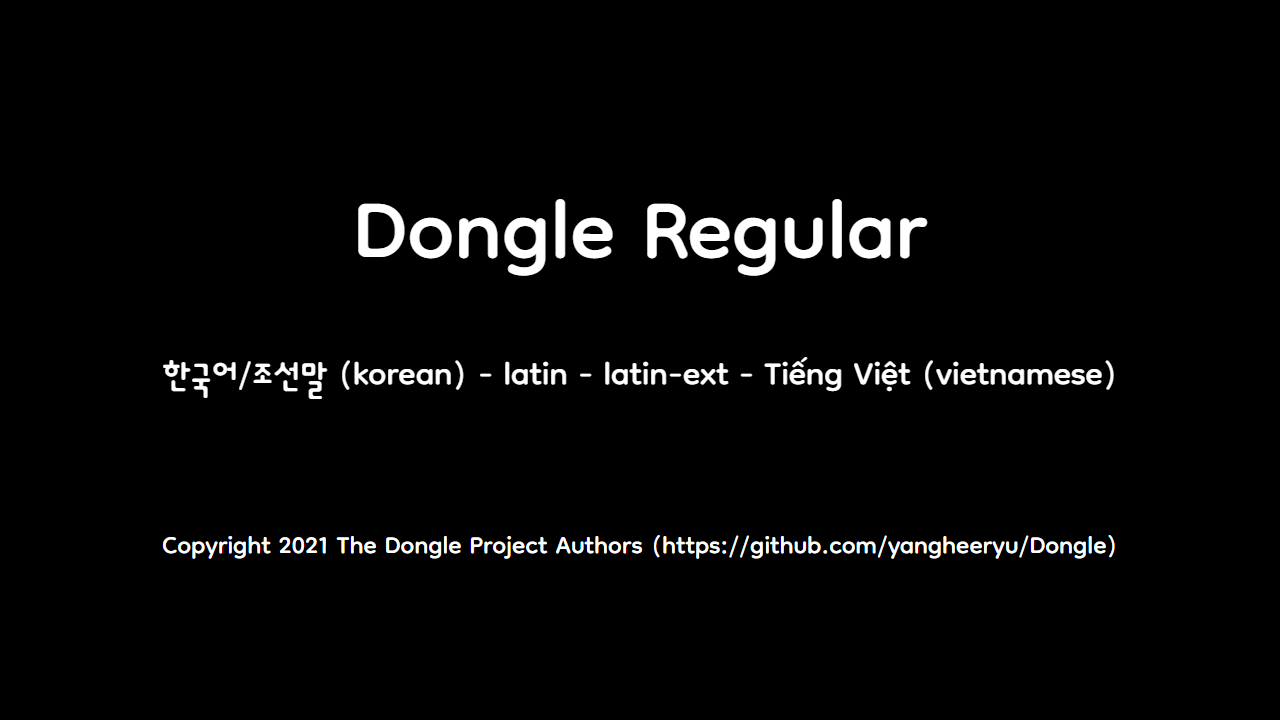 Dongle Regular
한국어/조선말 (korean) - latin - latin-ext - Tiếng Việt (vietnamese)
Copyright 2021 The Dongle Project Authors (https://github.com/yangheeryu/Dongle)